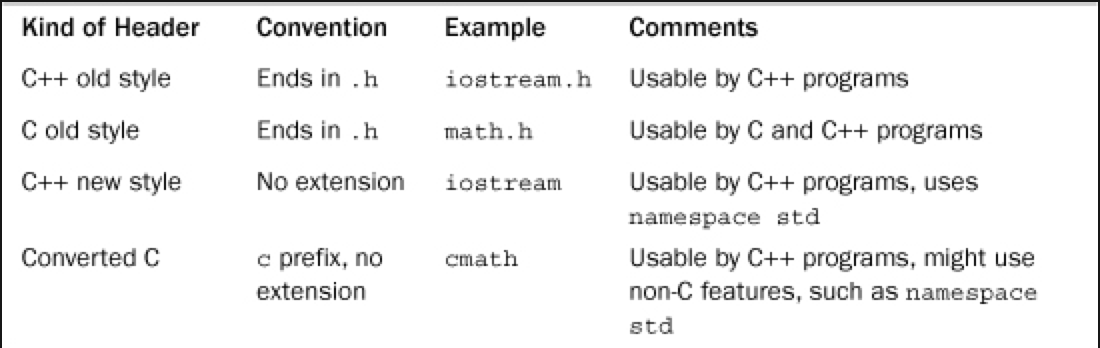 Kind of Header Convention Example Comments
C++ old style Ends in .h iostream.h Usable by C++ programs
C old style Ends in .h math.h Usable by C and C++ programs
C++ new style No extension iostream Usable by C++ programs, uses
namespace std
Converted C c prefix, no cmath Usable by C++ programs, might use
extension non-C features, such as namespace
std